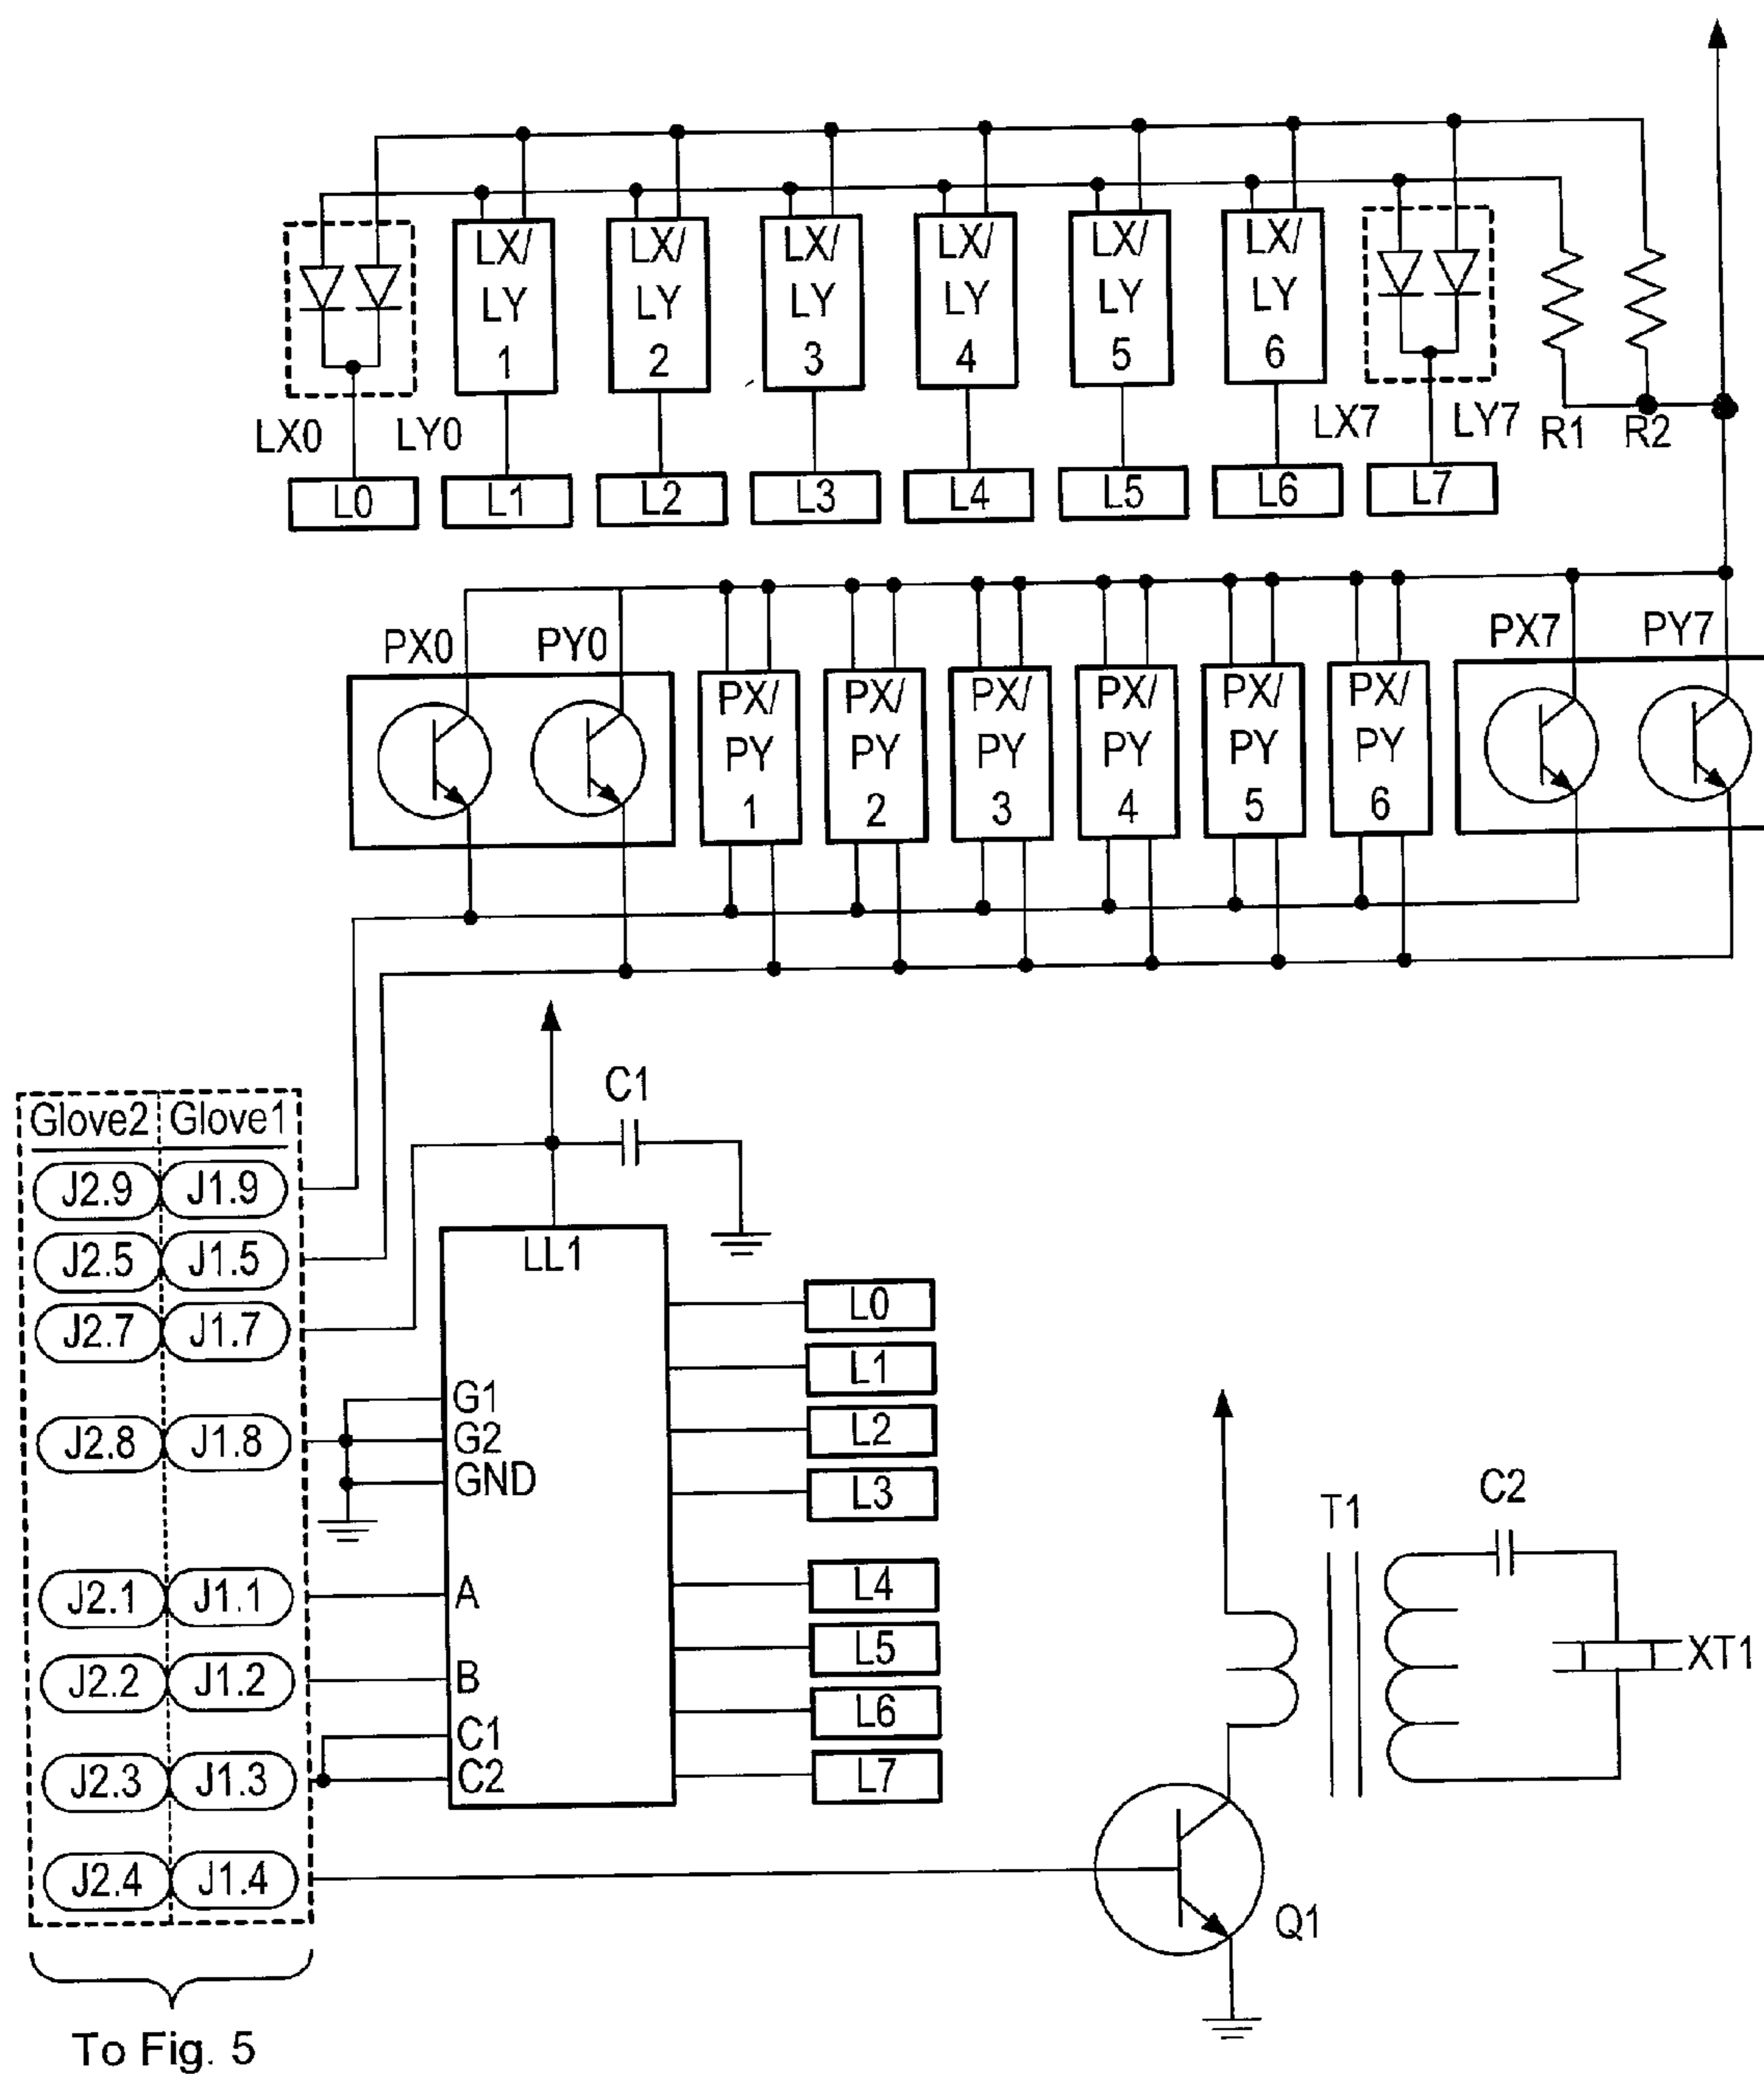 LX/ LX/ LX/ LX/ LX/ LX/
LY LY LY LY LY LY
1 2 3 4 5 6
LX0 LY0 LX7 LY7 R1 R2
L0 L1 L2 L3 L4 L5 L6 L7
PX0 PY0 PX7 PY7
PX/ PX/ PX/ PX/ PX/ PX/
PY PY PY PY PY PY
1 2 3 4 5 6
C1
Glove2 Glove1
J2.9 J1.9
J2.5 J1.5
J2.7 J1.7
J2.8 J1.8
J2.1 J1.1
J2.2 J1.2
J2.3 J1.3
J2.4 J1.4
LL1
G1
G2
GND
A
B
C1
C2
L0
L1
L2
L3
L4
L5
L6
L7
T1
C2
XT1
Q1
To Fig. 5